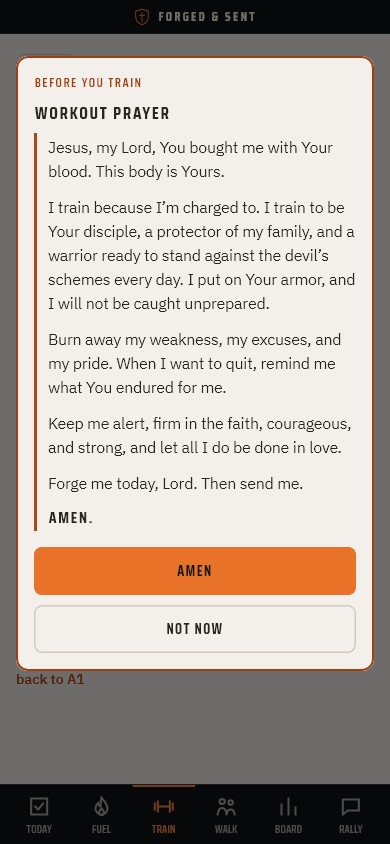 FORGED & SENT
BEFORE YOU TRAIN
WORKOUT PRAYER
Jesus, my Lord, You bought me with Your
blood. This body is Yours.
I train because I’m charged to. I train to be
Your disciple, a protector of my family, and a
warrior ready to stand against the devil’s
schemes every day. I put on Your armor, and
I will not be caught unprepared.
Burn away my weakness, my excuses, and
my pride. When I want to quit, remind me
what You endured for me.
Keep me alert, firm in the faith, courageous,
and strong, and let all I do be done in love.
Forge me today, Lord. Then send me.
AMEN.
AMEN
NOT NOW
back to A1
TODAY
FUEL
TRAIN
WALK
BOARD
RALLY